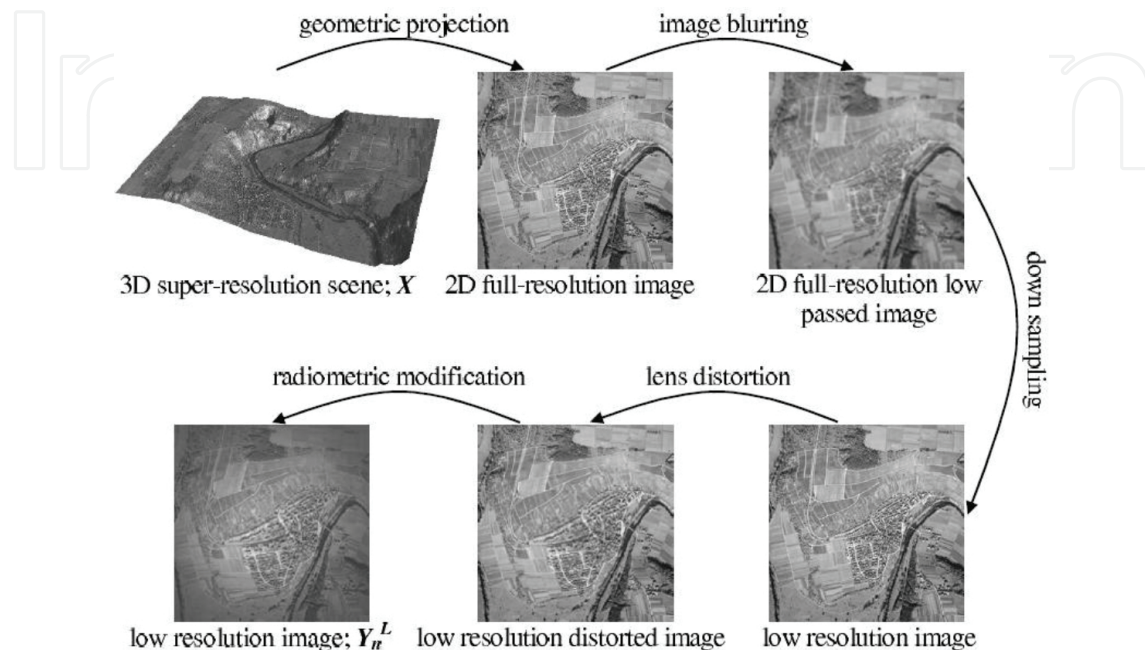 geometric projection
image blurring
3D super-resolution scene; X
2D full-resolution image
2D full-resolution low
passed image
down sampling
radiometric modification
lens distortion
low resolution image; Yₙᴸ
low resolution distorted image
low resolution image